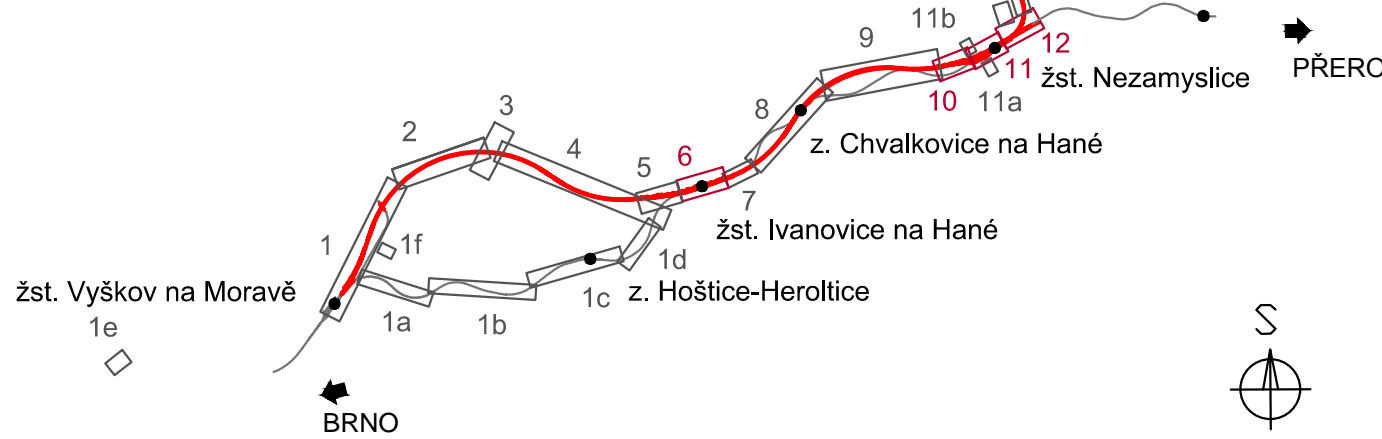 11b
9
12
11
žst. Nezamyslice
PŘERO
10
11a
8
3
2
z. Chvalkovice na Hané
4
6
5
7
žst. Ivanovice na Hané
1
1f
1d
žst. Vyškov na Moravě
z. Hoštice-Heroltice
1c
1e
1a
1b
S
BRNO